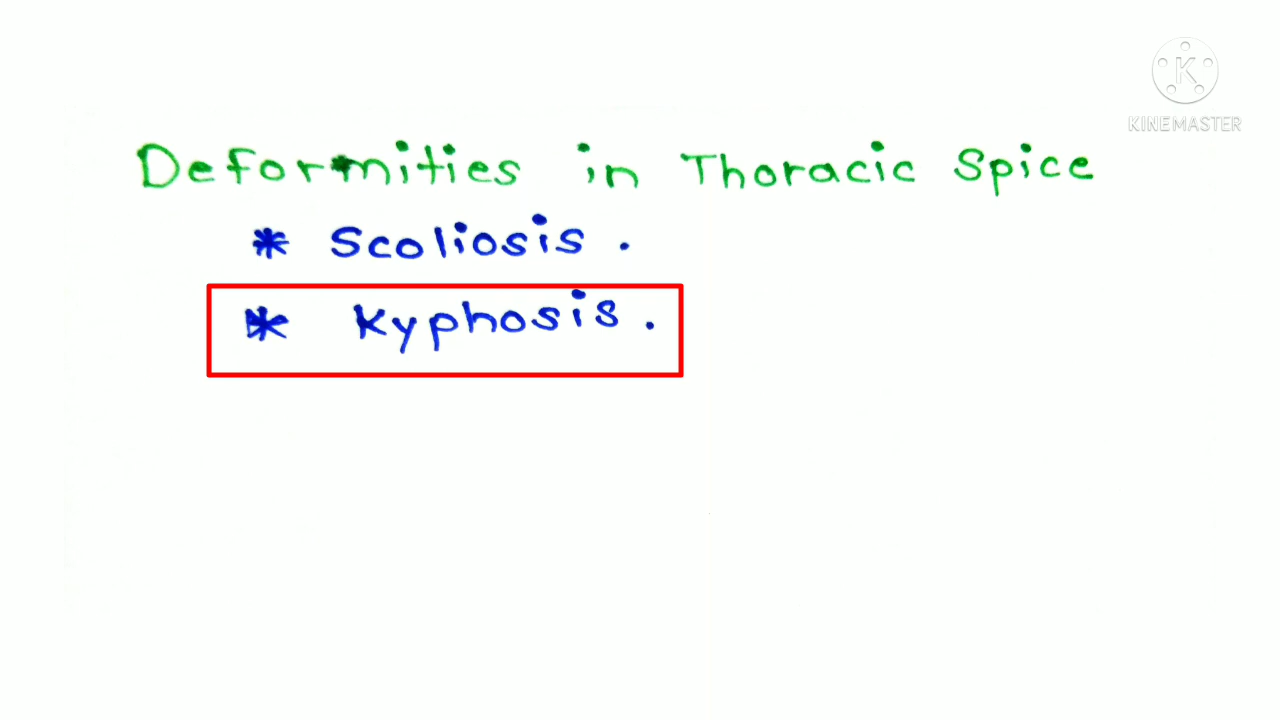 KINEMASTER
Deformities in Thoracic Spice
* Scoliosis.
* Kyphosis.